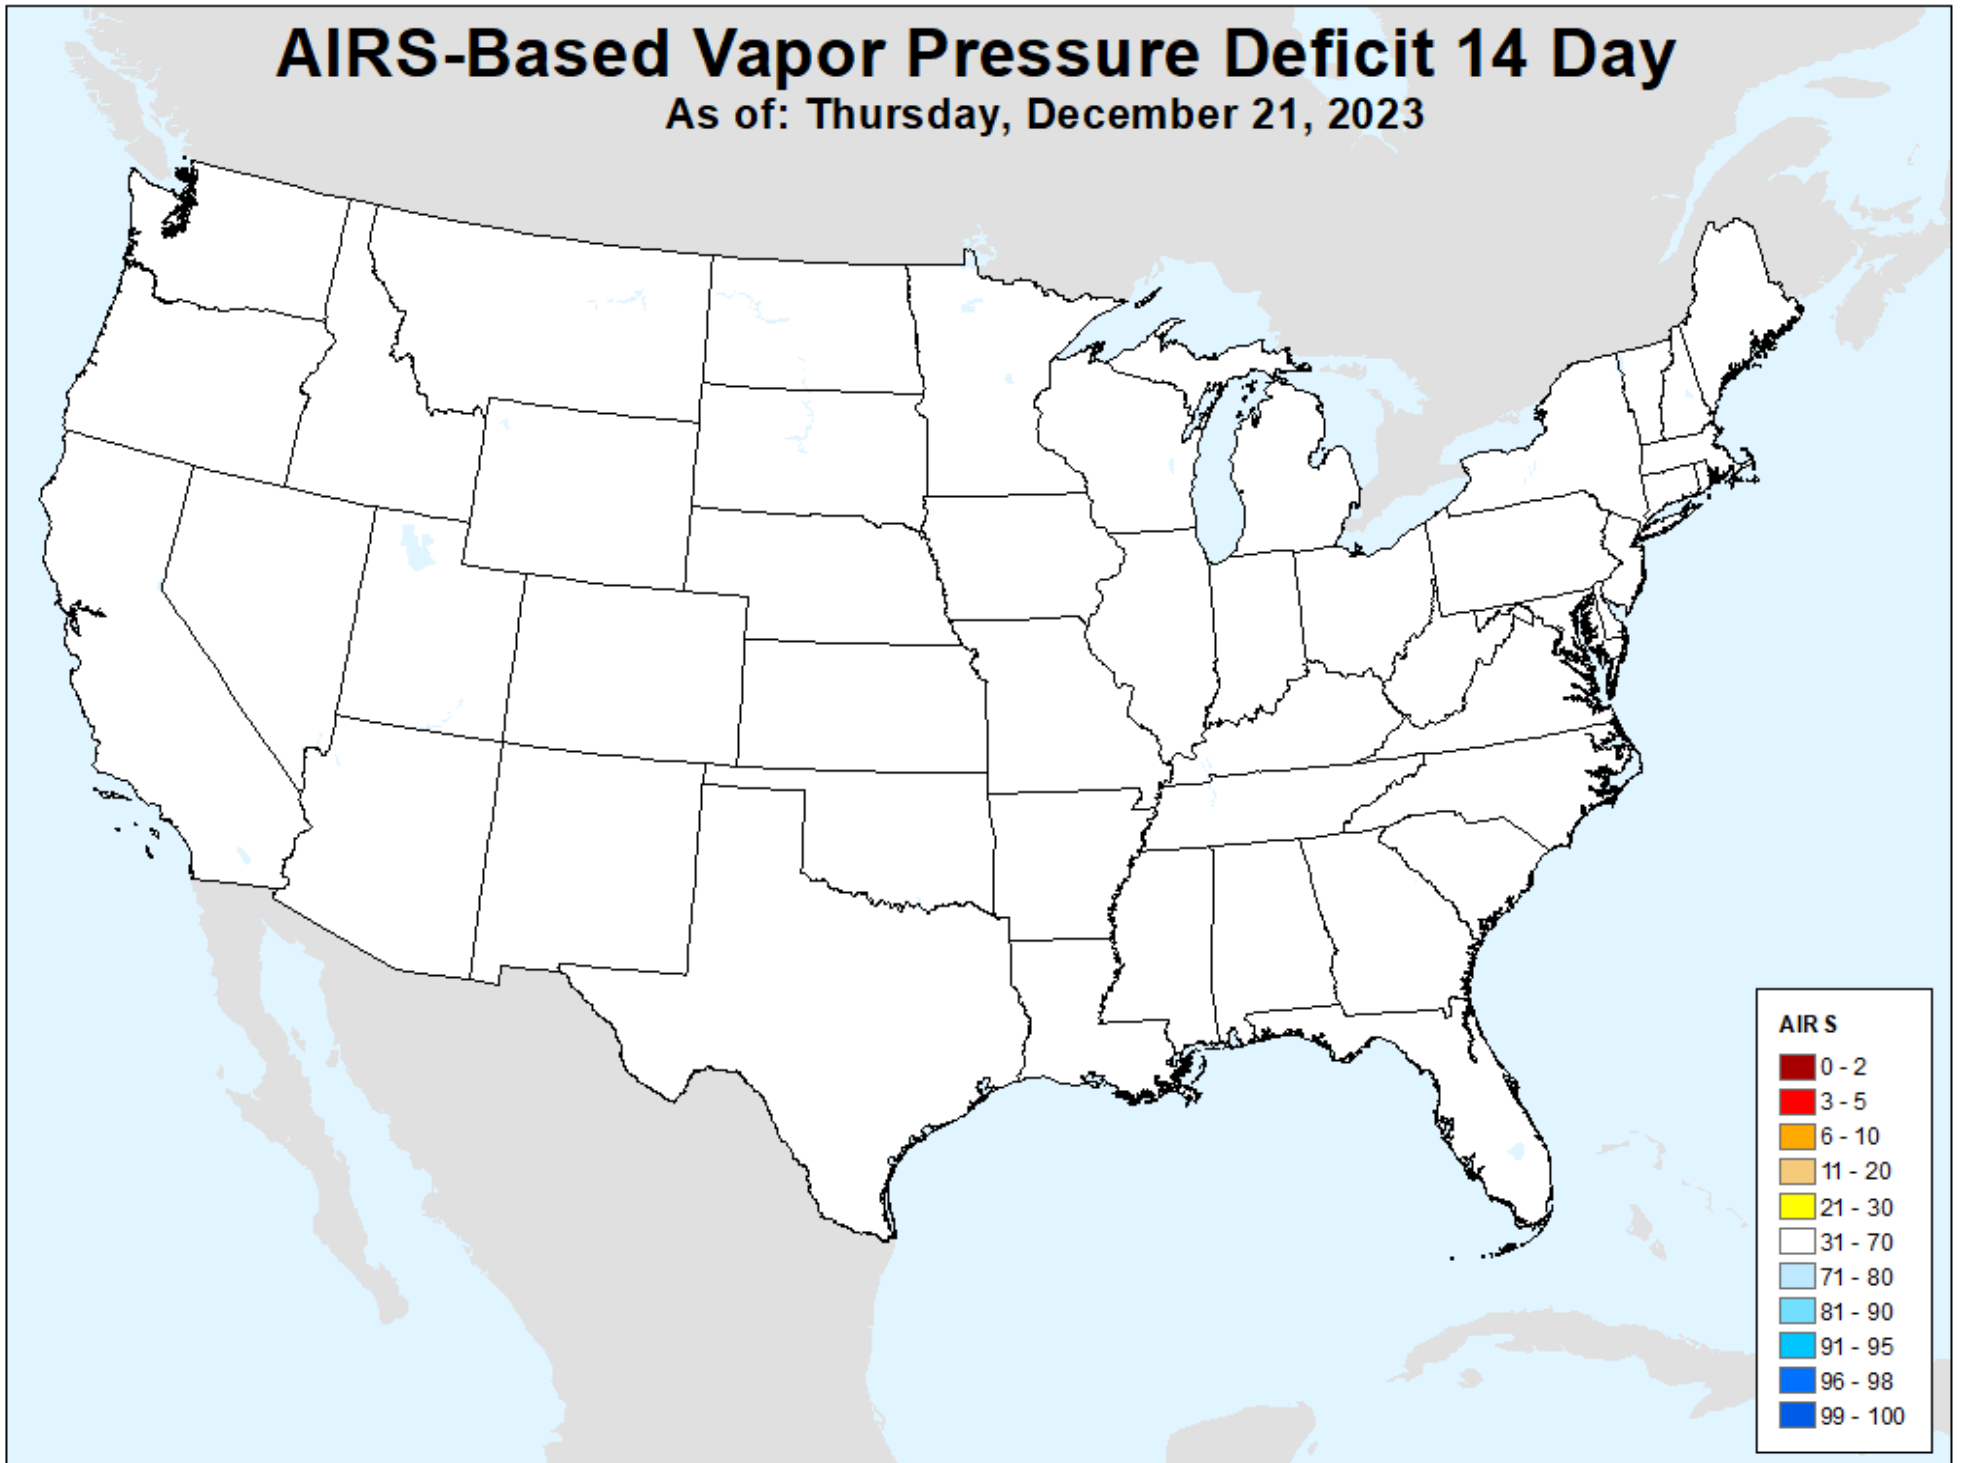 AIRS-Based Vapor Pressure Deficit 14 Day
As of: Thursday, December 21, 2023
AIRS
0 - 2
3 - 5
6 - 10
11 - 20
21 - 30
31 - 70
71 - 80
81 - 90
91 - 95
96 - 98
99 - 100